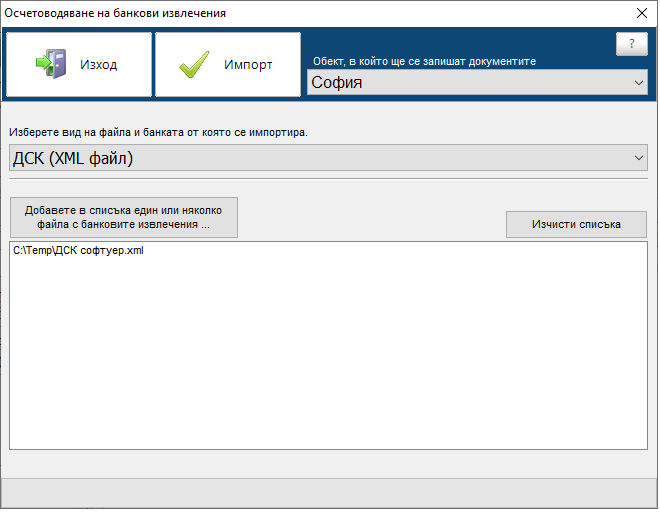 Осчетоводяване на банкови извлечения
Изход
Импорт
?
Обект, в който ще се запишат документите
София
Изберете вид на файла и банката от която се импортира.
ДСК (XML файл)
Добавете в списъка един или няколко
файла с банковите извлечения ...
Изчисти списъка
C:\Temp\ДСК софтуер.xml